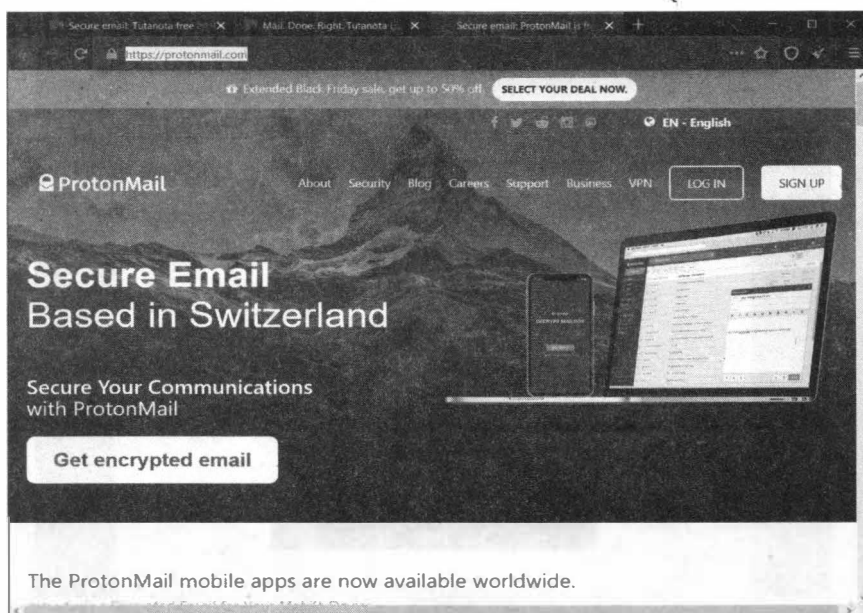 Secure email: Tutanota free
Mail. Done. Right. Tutanota
Secure email: ProtonMail is
https://protonmail.com
Extended Black Friday sale, get up to 50% off.
SELECT YOUR DEAL NOW.
EN - English
ProtonMail
About Security Blog Careers Support Business VPN LOG IN SIGN UP
Secure Email
Based in Switzerland
Secure Your Communications
with ProtonMail
Get encrypted email
The ProtonMail mobile apps are now available worldwide.